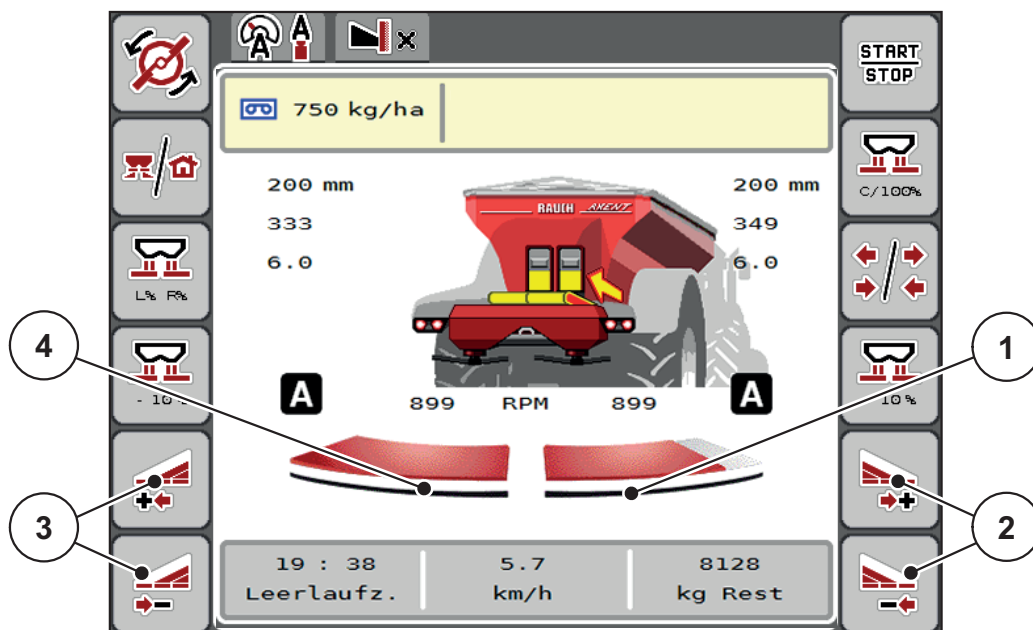 A A x
START
STOP
750 kg/ha
200 mm
200 mm
C/100%
333
RAUCH AXENT
349
6.0
6.0
L% R%
4
1
- 10 %
A
899 RPM 899
A
10 %
3
2
19 : 38
5.7
8128
Leerlaufz.
km/h
kg Rest